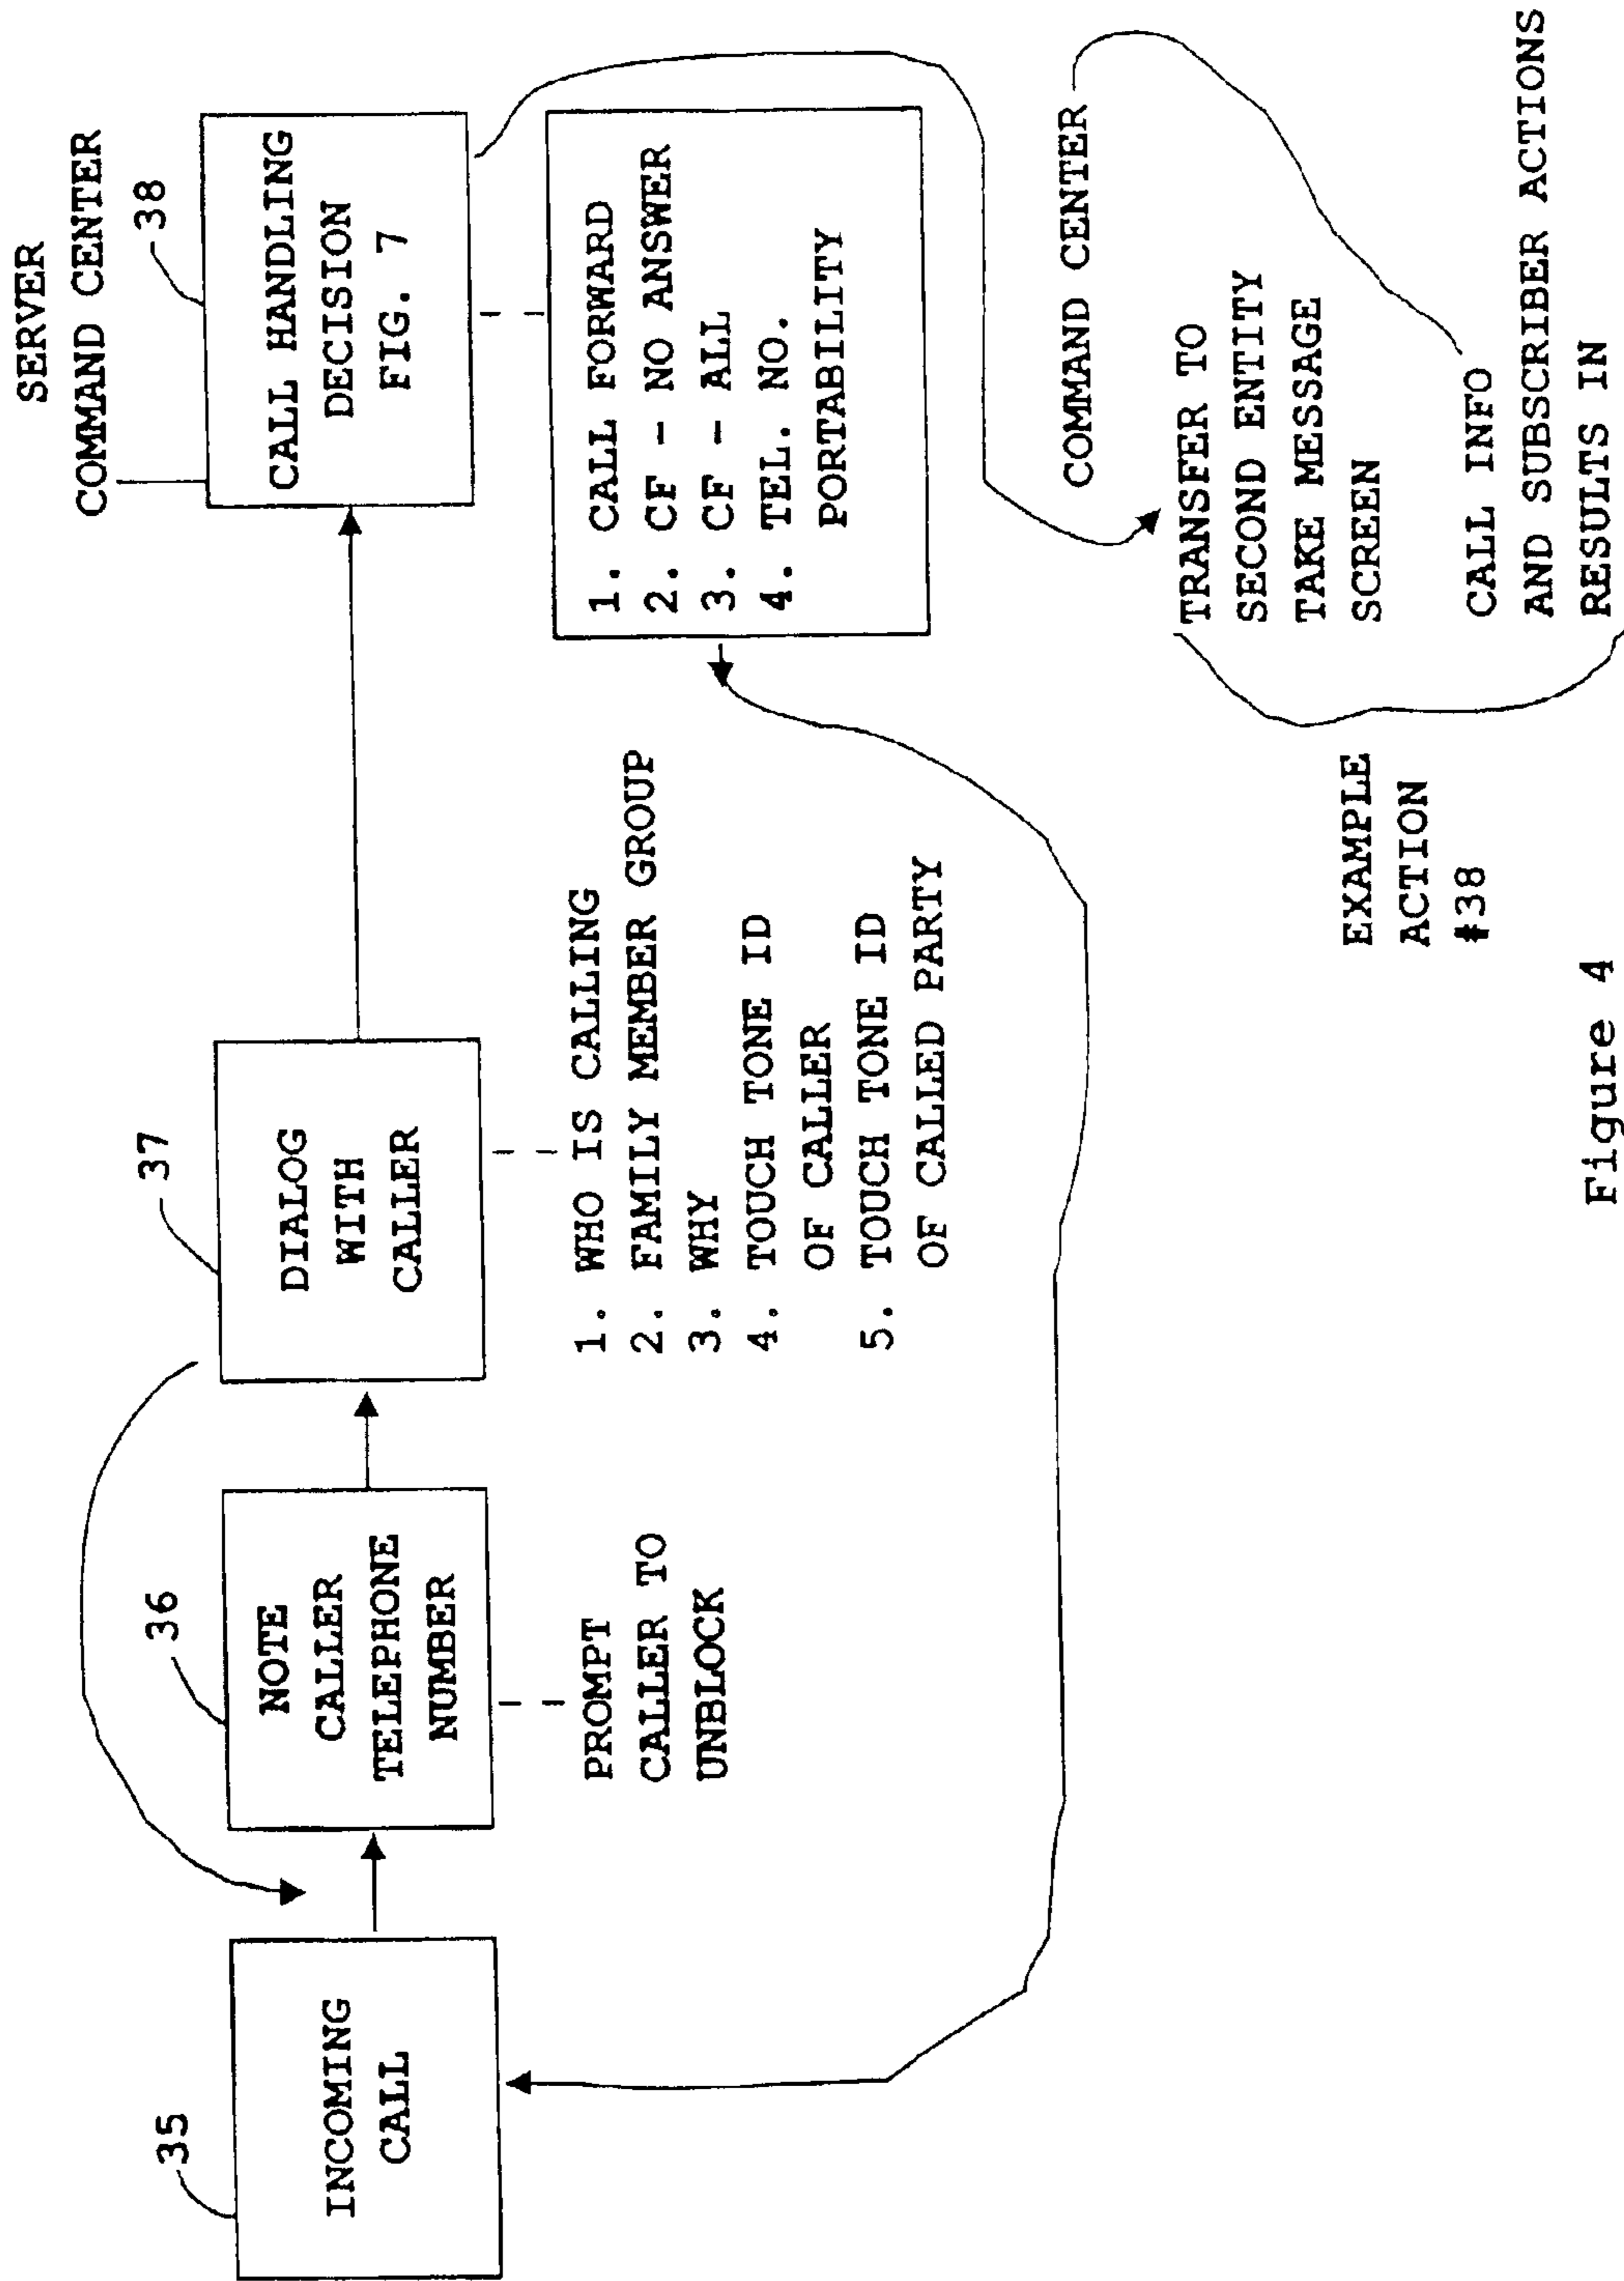 SERVER
COMMAND CENTER
35
36
37
38
INCOMING
CALL
NOTE
CALLER
TELEPHONE
NUMBER
DIALOG
WITH
CALLER
CALL HANDLING
DECISION
FIG. 7
PROMPT
CALLER TO
UNBLOCK
1. WHO IS CALLING
2. FAMILY MEMBER GROUP
3. WHY
4. TOUCH TONE ID
OF CALLER
5. TOUCH TONE ID
OF CALLED PARTY
1. CALL FORWARD
2. CF - NO ANSWER
3. CF - ALL
4. TEL. NO.
PORTABILITY
COMMAND CENTER
TRANSFER TO
SECOND ENTITY
TAKE MESSAGE
SCREEN
EXAMPLE
ACTION
#38
CALL INFO
AND SUBSCRIBER ACTIONS
RESULTS IN
Figure 4